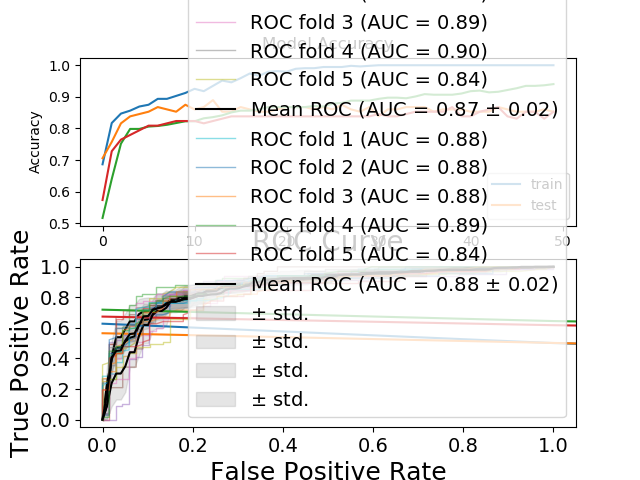 ROC fold 3 (AUC = 0.89)
Model Accuracy
ROC fold 4 (AUC = 0.90)
1.0
ROC fold 5 (AUC = 0.84)
0.9
Mean ROC (AUC = 0.87 ± 0.02)
0.8
ROC fold 1 (AUC = 0.88)
Accuracy
0.7
ROC fold 2 (AUC = 0.88)
train
0.6
ROC fold 3 (AUC = 0.88)
test
0.5
ROC fold 4 (AUC = 0.89)
0 10 20 30 40 50
ROC Curve
ROC fold 5 (AUC = 0.84)
1.0
Mean ROC (AUC = 0.88 ± 0.02)
0.8
± std.
0.6
± std.
0.4
± std.
0.2
± std.
0.0
True Positive Rate
0.0 0.2 0.4 0.6 0.8 1.0
False Positive Rate